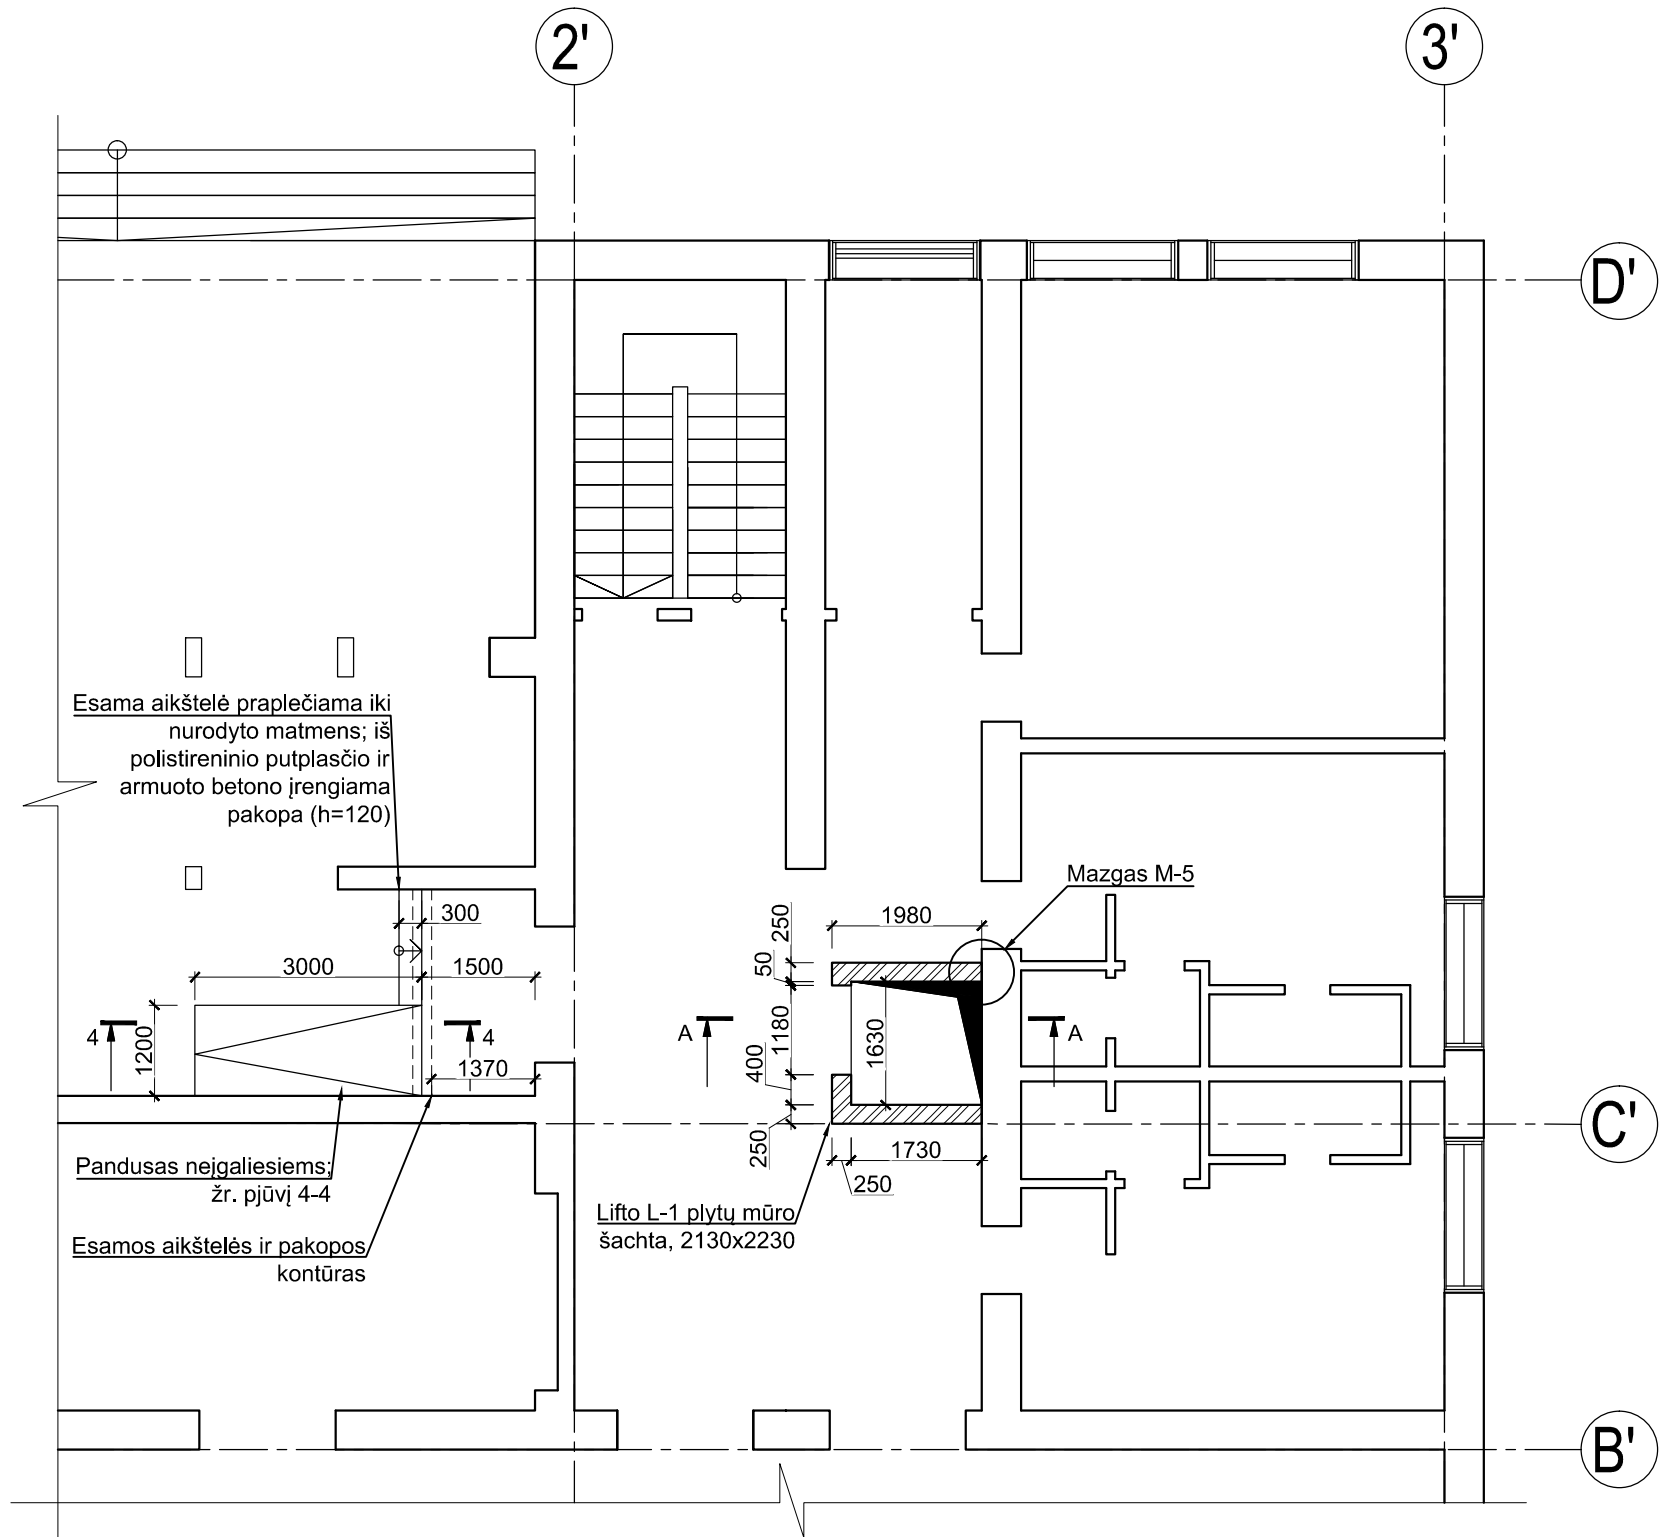 2'
3'
D'
Esama aikštelė praplečiama iki
nurodyto matmens; iš
polistireninio putplasčio ir
armuoto betono įrengiama
pakopa (h=120)
Mazgas M-5
300
1980
250
50
3000
1500
1180
1630
4
4
A
A
1200
1370
400
C'
250
1730
250
Pandusas neįgaliesiems;
žr. pjūvį 4-4
Lifto L-1 plytų mūro
šachta, 2130x2230
Esamos aikštelės ir pakopos
kontūras
B'